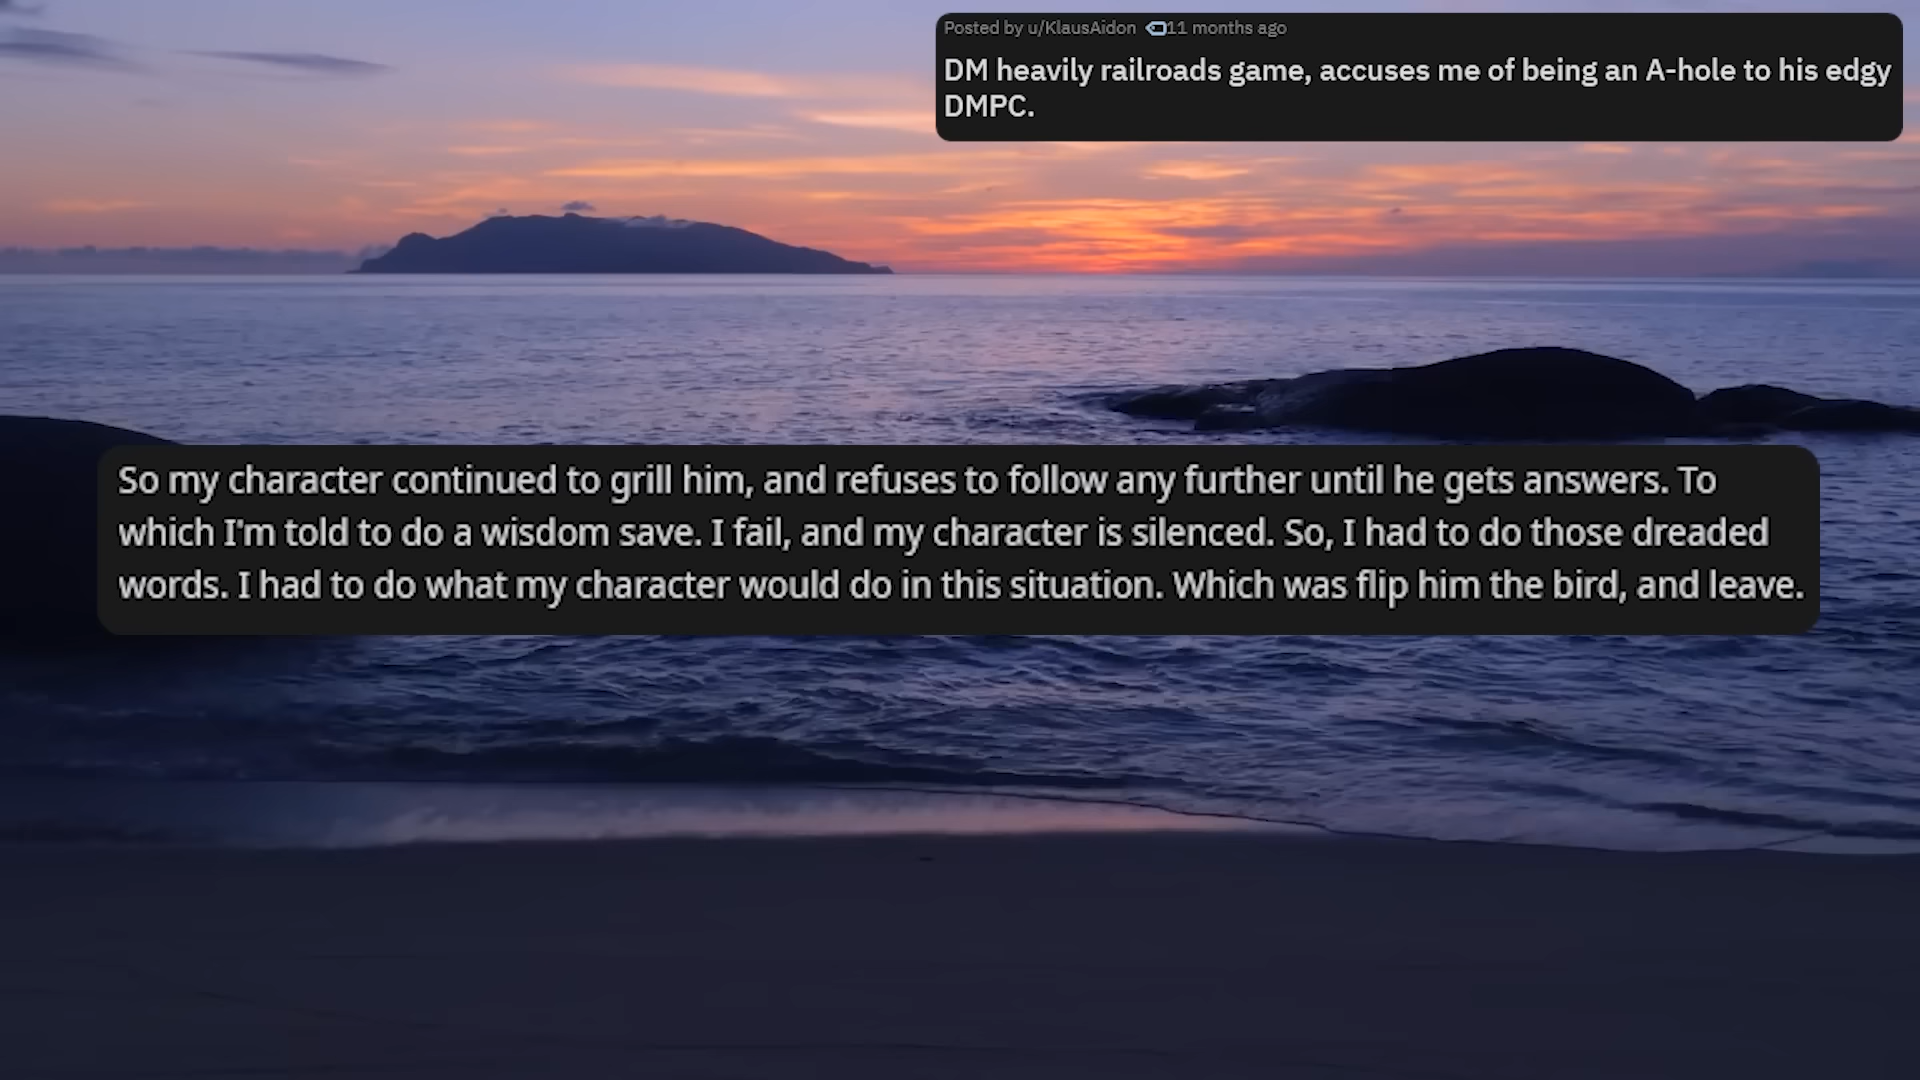 Posted by u/KlausAidon 11 months ago
DM heavily railroads game, accuses me of being an A-hole to his edgy
DMPC.
So my character continued to grill him, and refuses to follow any further until he gets answers. To
which I'm told to do a wisdom save. I fail, and my character is silenced. So, I had to do those dreaded
words. I had to do what my character would do in this situation. Which was flip him the bird, and leave.